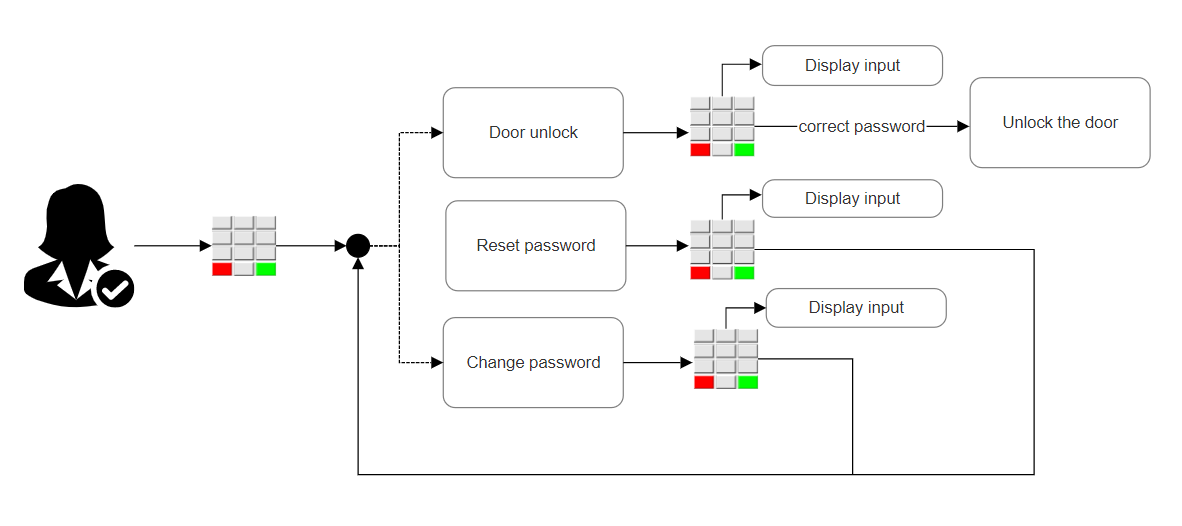 Display input
Door unlock
correct password
Unlock the door
Display input
Reset password
Display input
Change password